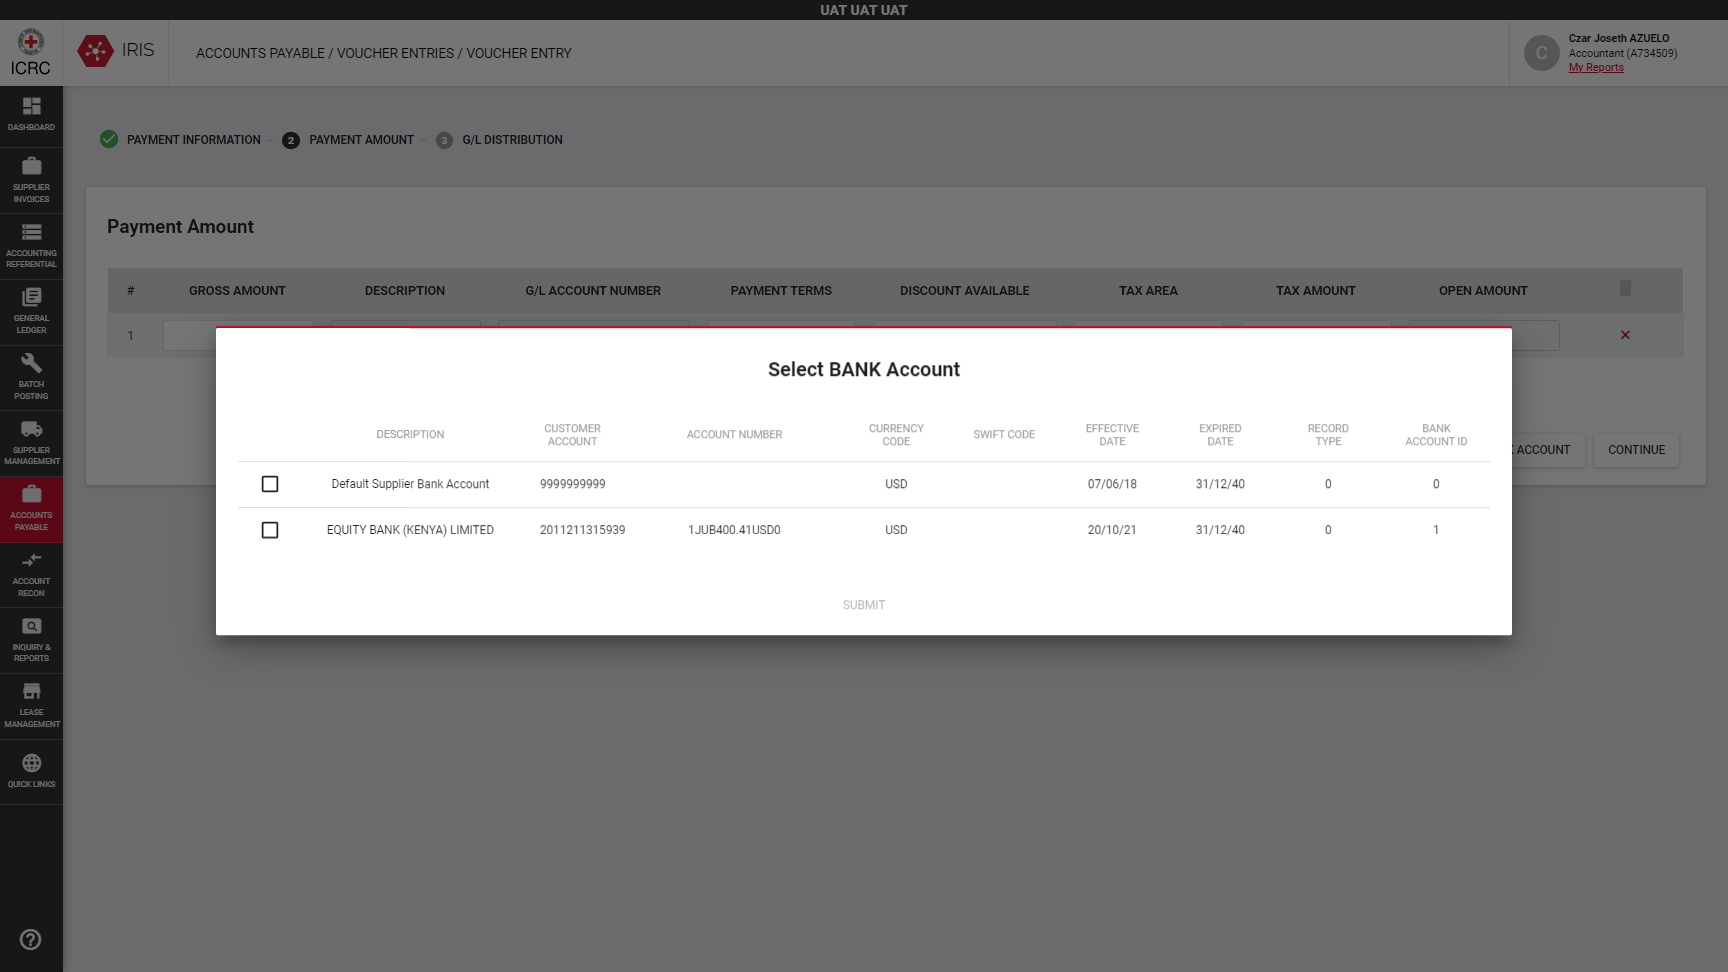 UAT UAT UAT
ICRC
IRIS
ACCOUNTS PAYABLE / VOUCHER ENTRIES / VOUCHER ENTRY
C
Czar Joseth AZUELO
Accountant (A734509)
My Reports
DASHBOARD
SUPPLIER
INVOICES
ACCOUNTING
REFERENTIAL
GENERAL
LEDGER
BATCH
POSTING
SUPPLIER
MANAGEMENT
ACCOUNTS
PAYABLE
ACCOUNT
RECON
INQUIRY &
REPORTS
LEASE
MANAGEMENT
QUICK LINKS
PAYMENT INFORMATION - 2 PAYMENT AMOUNT - 3 G/L DISTRIBUTION
Payment Amount
# GROSS AMOUNT DESCRIPTION G/L ACCOUNT NUMBER PAYMENT TERMS DISCOUNT AVAILABLE TAX AREA TAX AMOUNT OPEN AMOUNT
1
ACCOUNT CONTINUE
Select BANK Account
DESCRIPTION CUSTOMER ACCOUNT ACCOUNT NUMBER CURRENCY CODE SWIFT CODE EFFECTIVE DATE EXPIRED DATE RECORD TYPE BANK ACCOUNT ID
Default Supplier Bank Account 9999999999 USD 07/06/18 31/12/40 0 0
EQUITY BANK (KENYA) LIMITED 2011211315939 1JUB400.41USD0 USD 20/10/21 31/12/40 0 1
SUBMIT